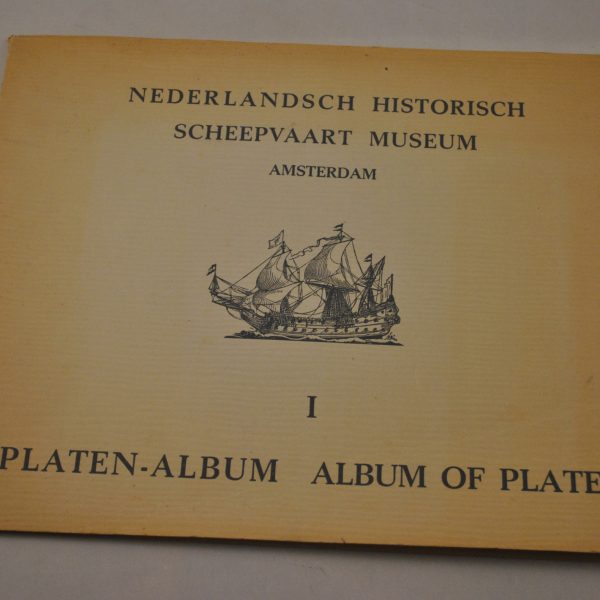 NEDERLANDSCH HISTORISCH
SCHEEPVAART MUSEUM
AMSTERDAM
I
PLATEN-ALBUM ALBUM OF PLATE